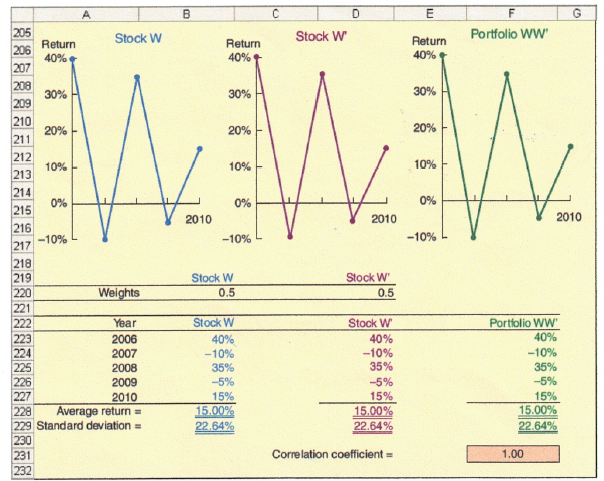 A B C D E F G
205 Stock W Stock W' Portfolio WW'
206 Return Return Return
207 40% 40% 40%
208
209 30% 30% 30%
210
211 20% 20% 20%
212
213 10% 10% 10%
214
215 0% 0% 0%
216 2010 2010 2010
217 –10% –10% –10%
218
219 Stock W Stock W'
220 Weights 0.5 0.5
221
222 Year Stock W Stock W' Portfolio WW'
223 2006 40% 40% 40%
224 2007 –10% –10% –10%
225 2008 35% 35% 35%
226 2009 –5% –5% –5%
227 2010 15% 15% 15%
228 Average return = 15.00% 15.00% 15.00%
229 Standard deviation = 22.64% 22.64% 22.64%
230
231 Correlation coefficient = 1.00
232